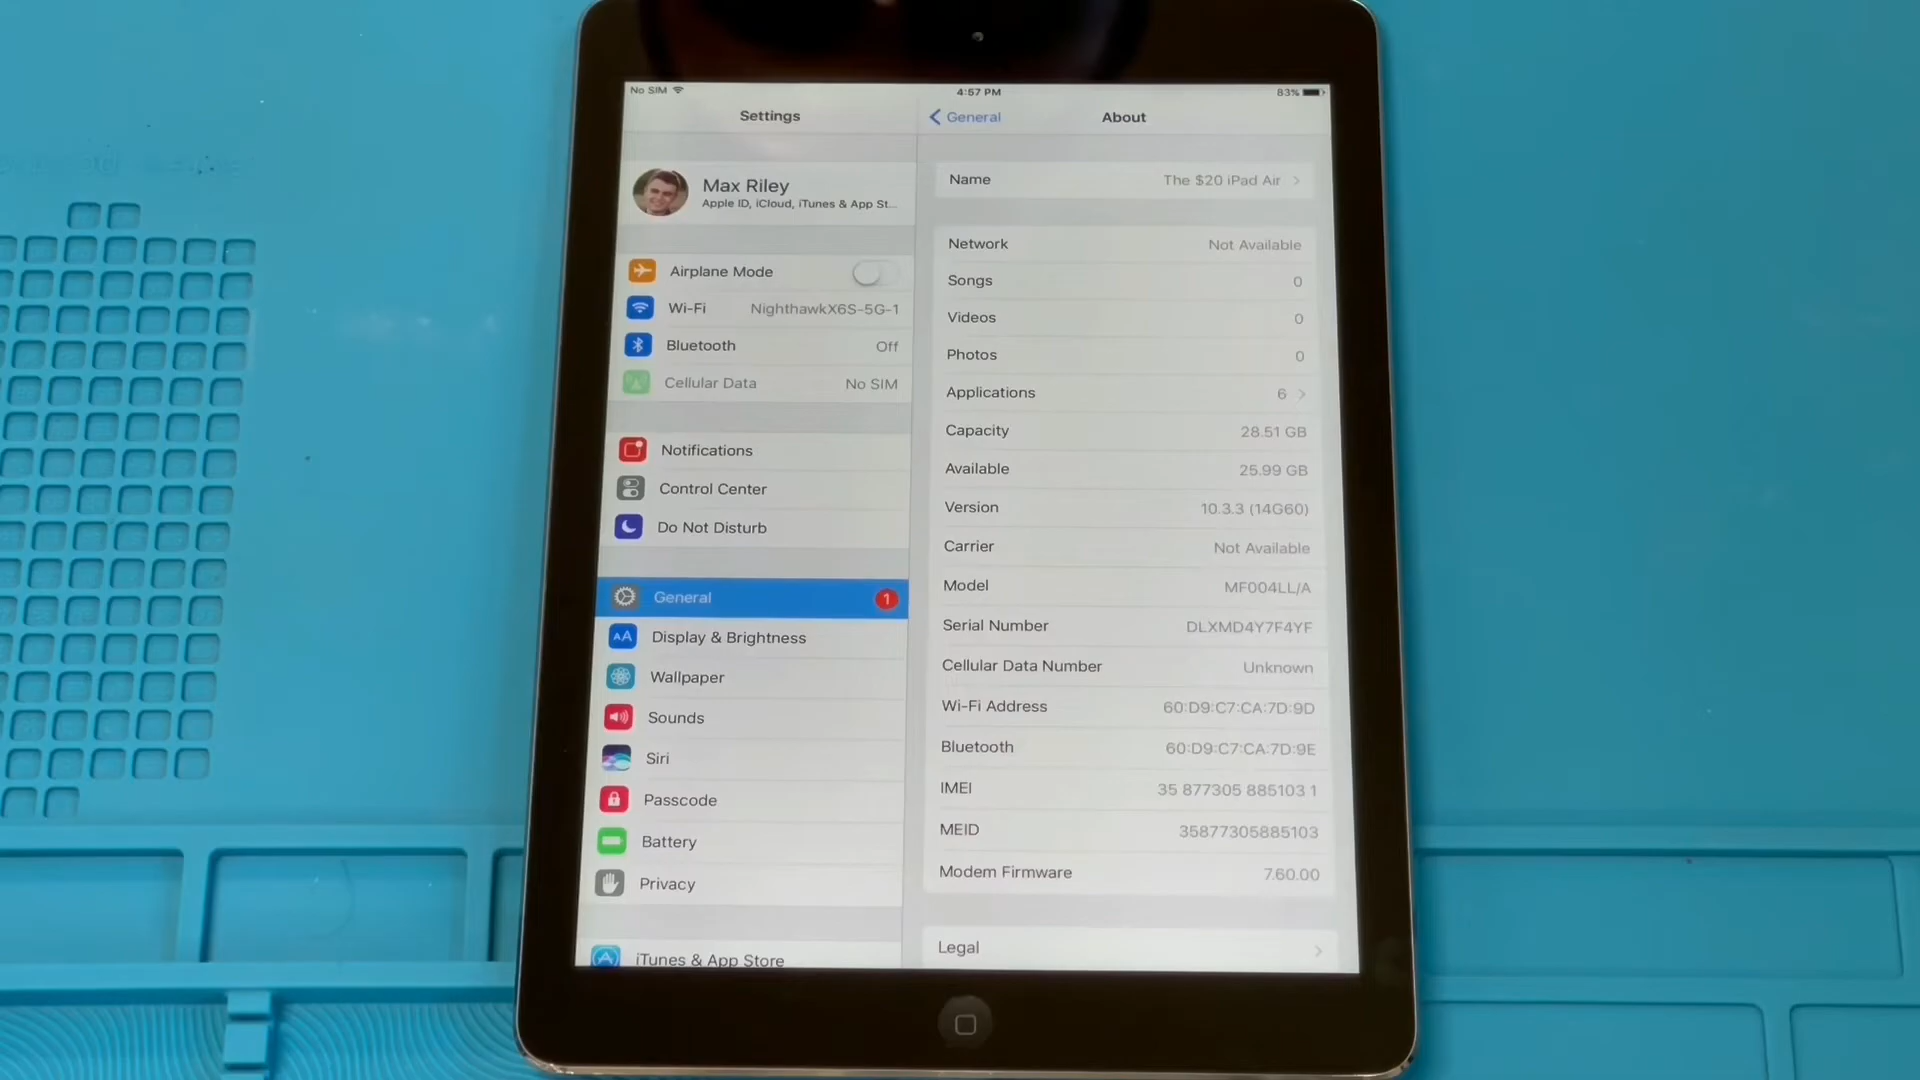 No SIM
4:57 PM
83%
Settings
Max Riley
Apple ID, iCloud, iTunes & App St...
Airplane Mode
Wi-Fi NighthawkX6S-5G-1
Bluetooth Off
Cellular Data No SIM
Notifications
Control Center
Do Not Disturb
General 1
AA Display & Brightness
Wallpaper
Sounds
Siri
Passcode
Battery
Privacy
iTunes & App Store
General
About
Name The $20 iPad Air
Network Not Available
Songs 0
Videos 0
Photos 0
Applications 6
Capacity 28.51 GB
Available 25.99 GB
Version 10.3.3 (14G60)
Carrier Not Available
Model MF004LL/A
Serial Number DLXMD4Y7F4YF
Cellular Data Number Unknown
Wi-Fi Address 60:D9:C7:CA:7D:9D
Bluetooth 60:D9:C7:CA:7D:9E
IMEI 35 877305 885103 1
MEID 35877305885103
Modem Firmware 7.60.00
Legal